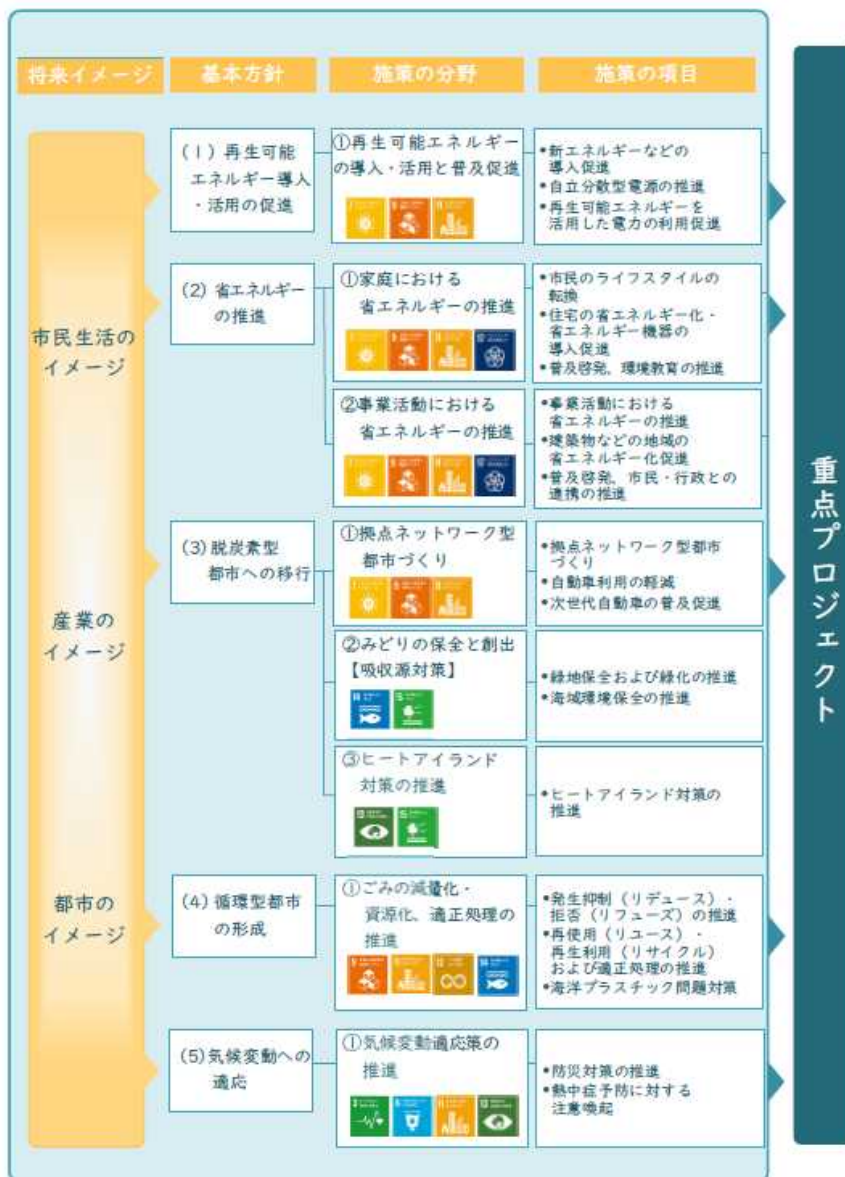 将来イメージ
基本方針
施策の分野
施策の項目
市民生活の
イメージ
産業の
イメージ
都市の
イメージ
(1)再生可能
エネルギー導入
・活用の促進
①再生可能エネルギー
の導入・活用と普及促進
•新エネルギーなどの
導入促進
•自立分散型電源の推進
•再生可能エネルギーを
活用した電力の利用促進
(2)省エネルギー
の推進
①家庭における
省エネルギーの推進
•市民のライフスタイルの
転換
•住宅の省エネルギー化・
省エネルギー機器の
導入促進
•普及啓発、環境教育の推進
②事業活動における
省エネルギーの推進
•事業活動における
省エネルギーの推進
•建築物などの地域の
省エネルギー化促進
•普及啓発、市民・行政との
連携の推進
(3)脱炭素型
都市への移行
①拠点ネットワーク型
都市づくり
•拠点ネットワーク型都市
づくり
•自動車利用の軽減
•次世代自動車の普及促進
②みどりの保全と創出
【吸収源対策】
•緑地保全および緑化の推進
•海域環境保全の推進
③ヒートアイランド
対策の推進
•ヒートアイランド対策の
推進
(4)循環型都市
の形成
①ごみの減量化・
資源化、適正処理の
推進
•発生抑制(リデュース)・
拒否(リフューズ)の推進
•再使用(リユース)・
再生利用(リサイクル)
および適正処理の推進
•海洋プラスチック問題対策
(5)気候変動への
適応
①気候変動適応策の
推進
•防災対策の推進
•熱中症予防に対する
注意喚起
重点プロジェクト